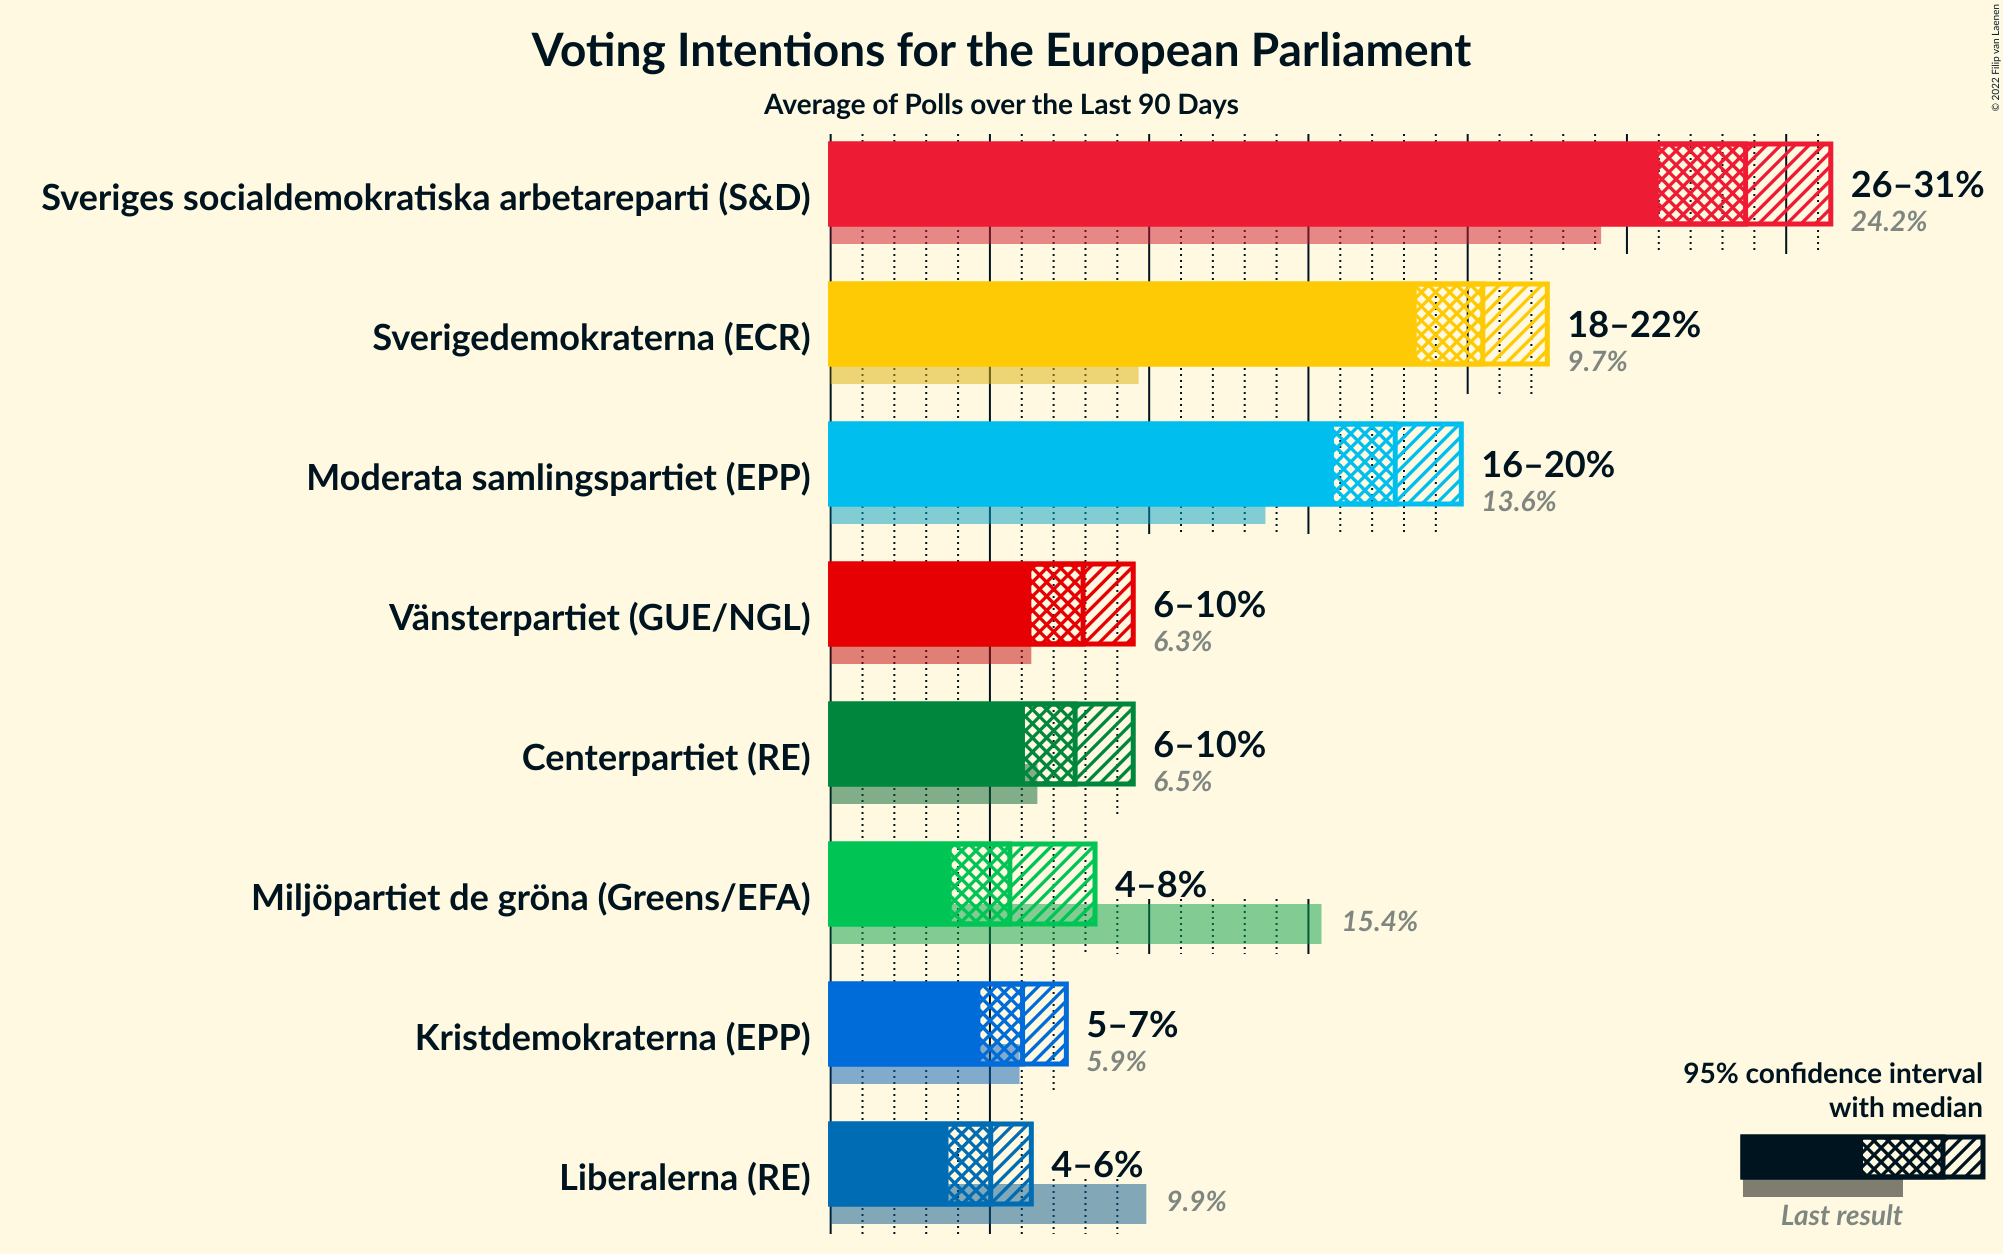 Voting Intentions for the European Parliament
Average of Polls over the Last 90 Days
© 2022 Filip van Laenen
Sveriges socialdemokratiska arbetareparti (S&D)
26–31%
24.2%
Sverigedemokraterna (ECR)
18–22%
9.7%
Moderata samlingspartiet (EPP)
16–20%
13.6%
Vänsterpartiet (GUE/NGL)
6–10%
6.3%
Centerpartiet (RE)
6–10%
6.5%
Miljöpartiet de gröna (Greens/EFA)
4–8%
15.4%
Kristdemokraterna (EPP)
5–7%
5.9%
Liberalerna (RE)
4–6%
9.9%
95% confidence interval
with median
Last result